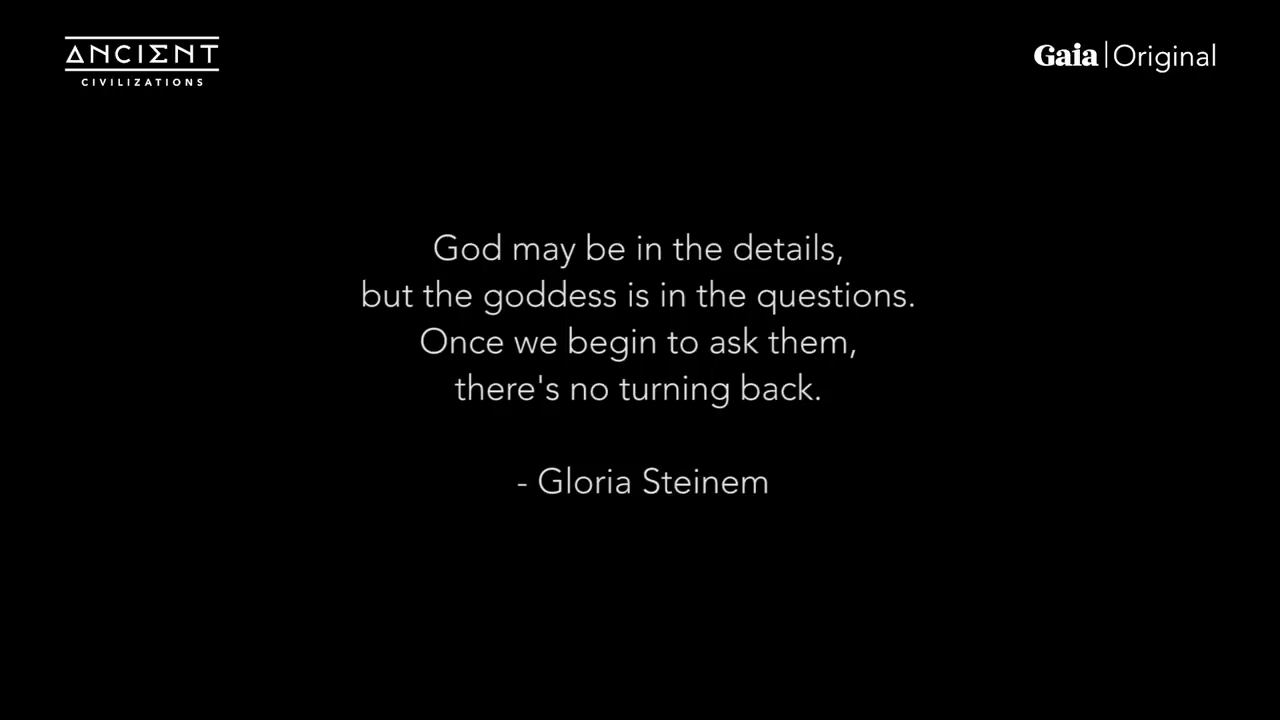 ANCIENT
CIVILIZATIONS
Gaia|Original
God may be in the details,
but the goddess is in the questions.
Once we begin to ask them,
there's no turning back.
- Gloria Steinem